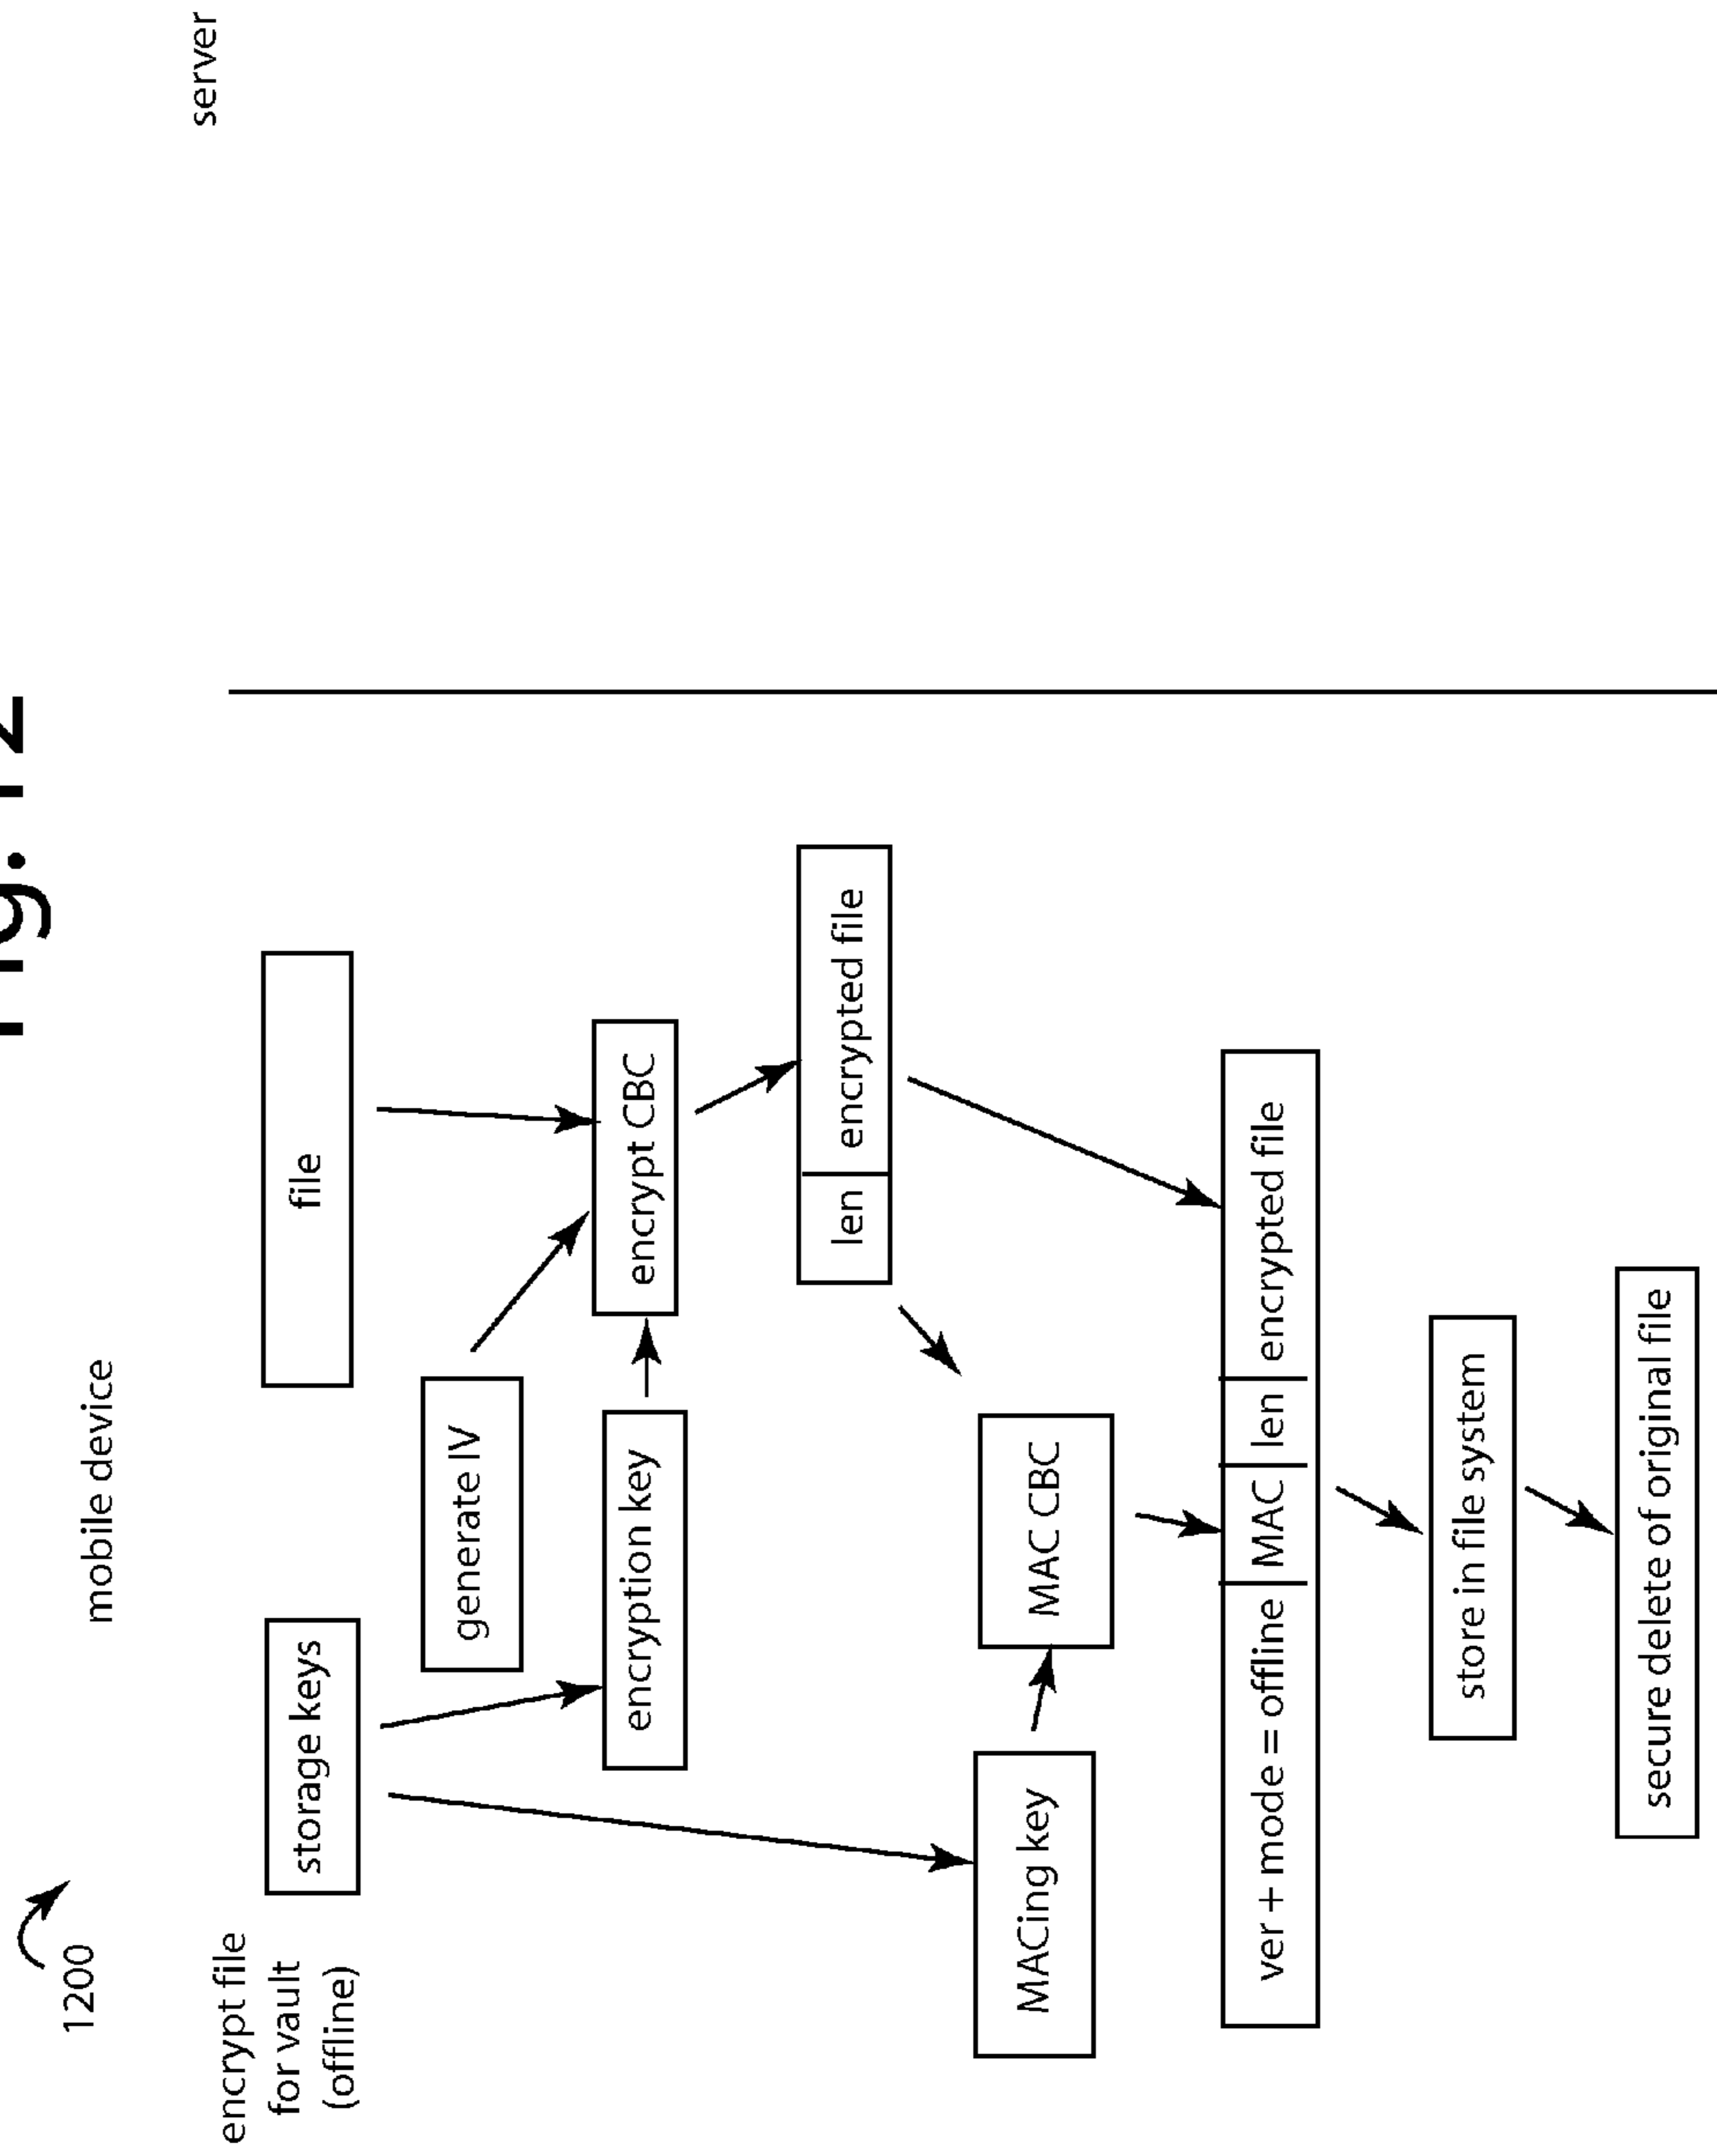 Fig. 12
1200
mobile device
server
encrypt file
for vault
(offline)
storage keys
file
generate IV
encryption key
encrypt CBC
len encrypted file
MACing key
MAC CBC
ver + mode = offline MAC len encrypted file
store in file system
secure delete of original file